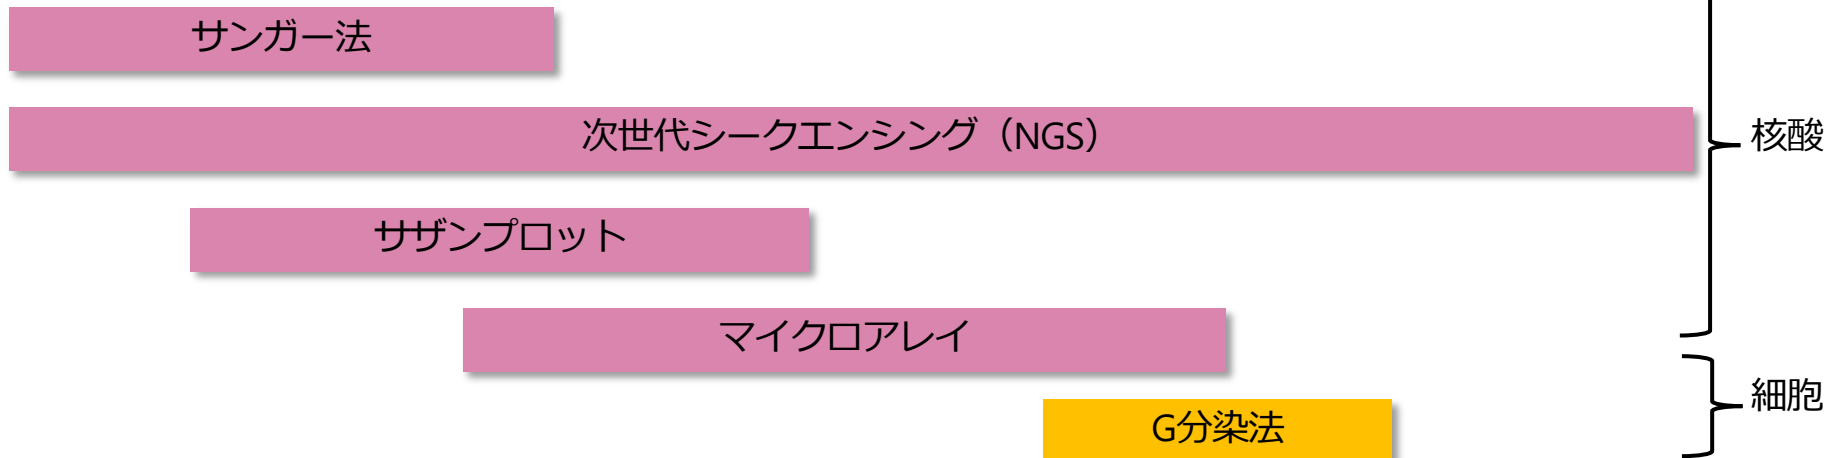 サンガー法
次世代シークエンシング（NGS）
核酸
サザンプロット
マイクロアレイ
細胞
G分染法